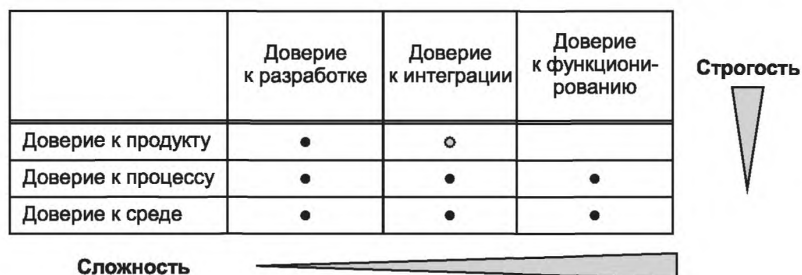 Доверие
к разработке
Доверие
к интеграции
Доверие
к функциони-
рованию
Строгость
Доверие к продукту
Доверие к процессу
Доверие к среде
Сложность